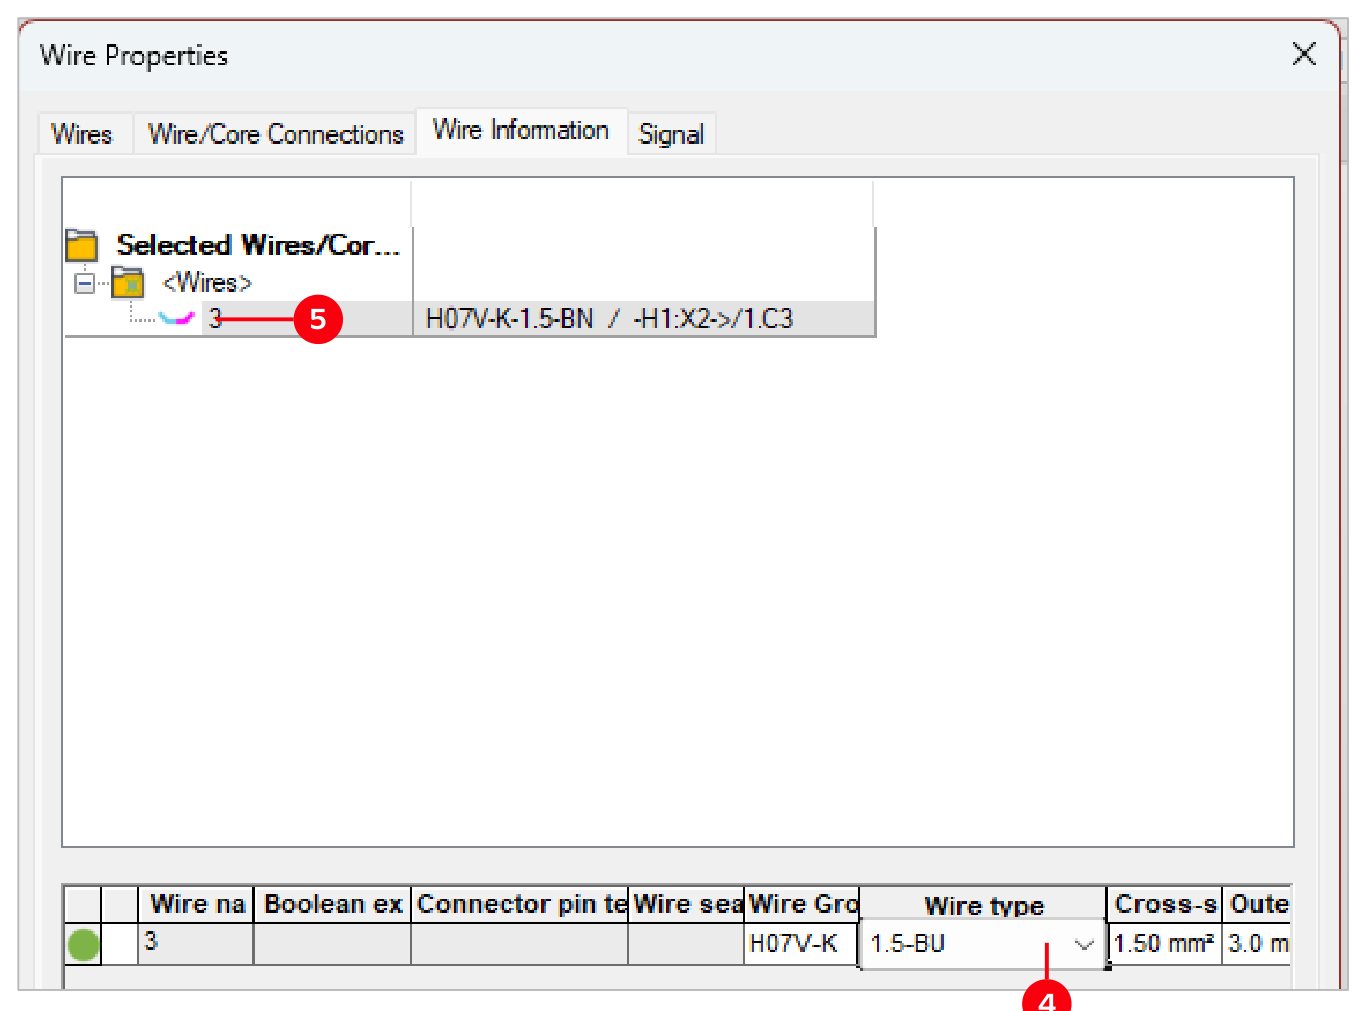 Wire Properties
Wires Wire/Core Connections Wire Information Signal
Selected Wires/Cor...
<Wires>
3 5 H07V-K-1.5-BN / -H1:X2->/1.C3
Wire na Boolean ex Connector pin te Wire sea Wire Gro Wire type Cross-s Oute
3 H07V-K 1.5-BU 1.50 mm² 3.0 m
4